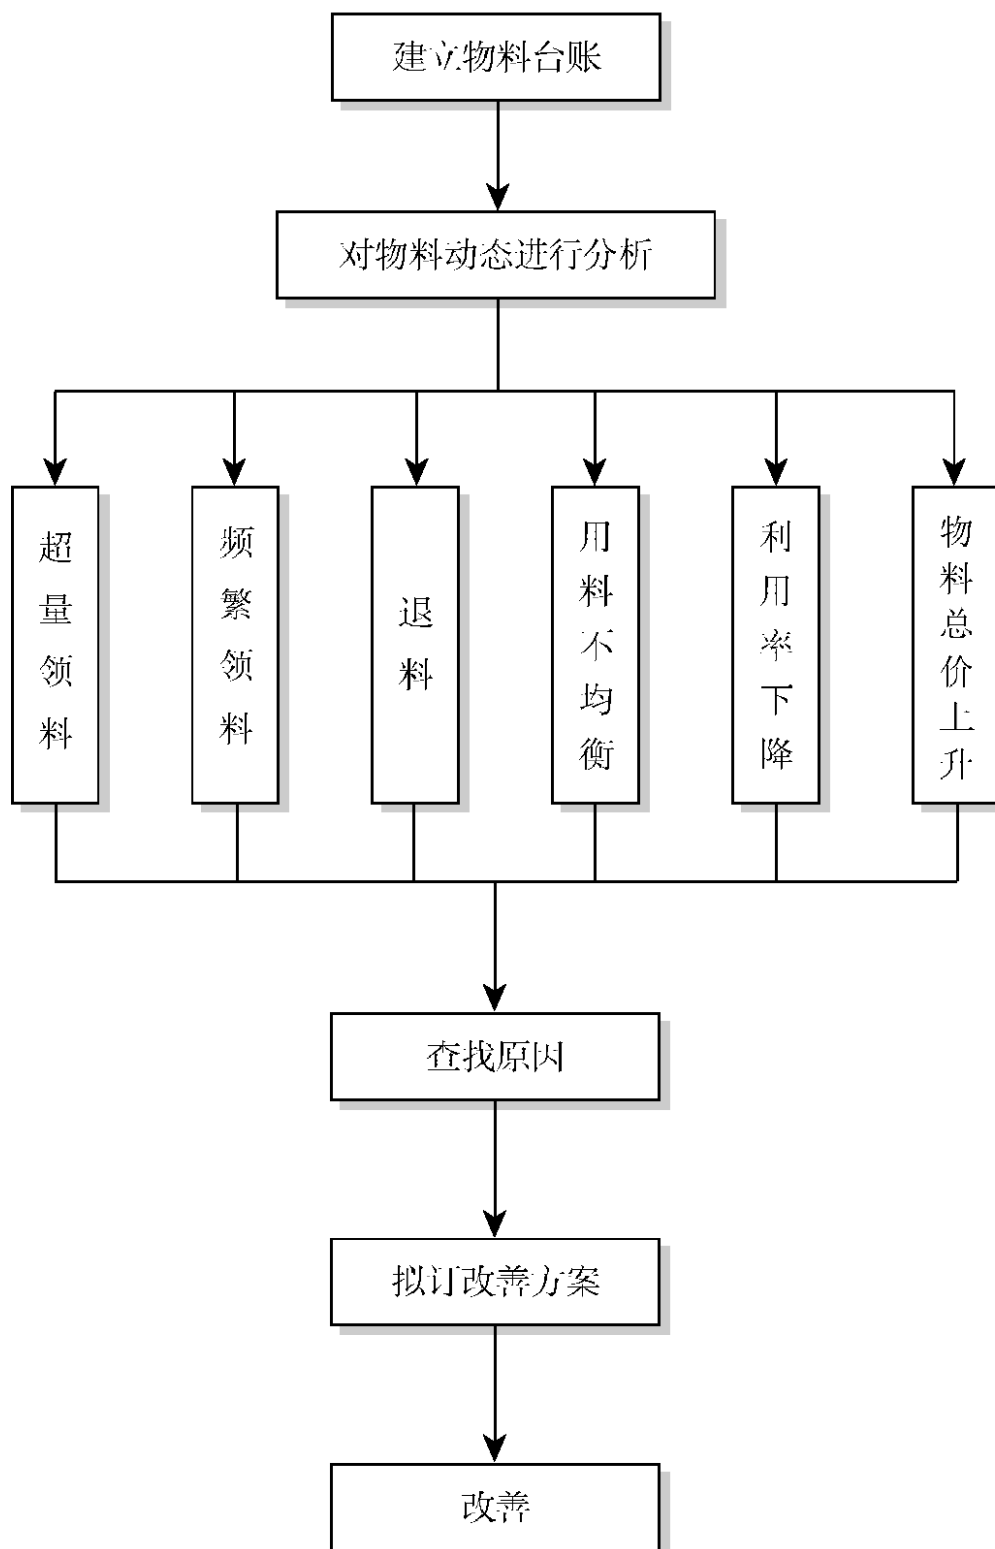 建立物料台账
对物料动态进行分析
超量领料
频繁领料
退料
用料不均衡
利用率下降
物料总价上升
查找原因
拟订改善方案
改善